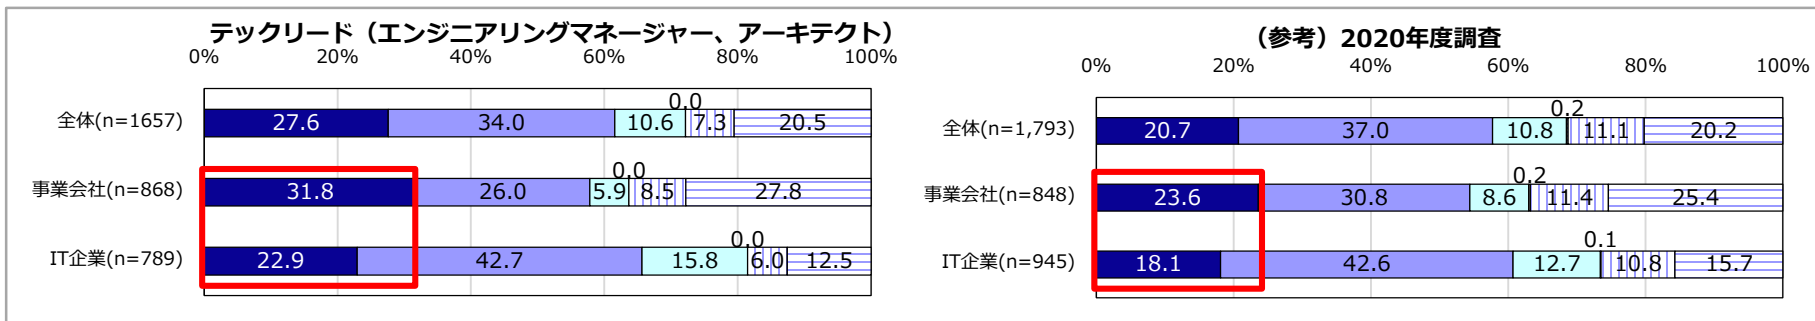 テックリード（エンジニアリングマネージャー、アーキテクト）
0% 20% 40% 60% 80% 100%
0.0
全体(n=1657) 27.6 34.0 10.6 7.3 20.5
0.0
事業会社(n=868) 31.8 26.0 5.9 8.5 27.8
0.0
IT企業(n=789) 22.9 42.7 15.8 6.0 12.5
（参考）2020年度調査
0% 20% 40% 60% 80% 100%
0.2
全体(n=1,793) 20.7 37.0 10.8 11.1 20.2
0.2
事業会社(n=848) 23.6 30.8 8.6 11.4 25.4
0.1
IT企業(n=945) 18.1 42.6 12.7 10.8 15.7